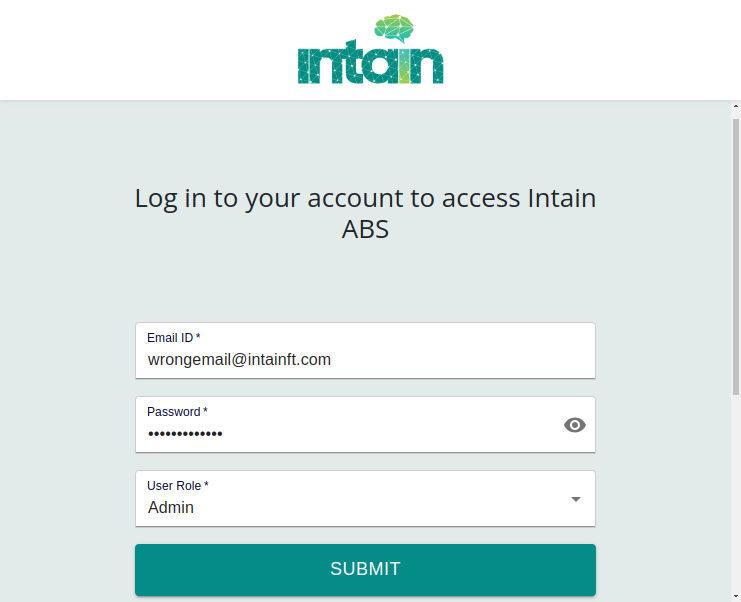 intain
Log in to your account to access Intain
ABS
Email ID *
wrongemail@intainft.com
Password *
•••••••••••••
User Role *
Admin
SUBMIT